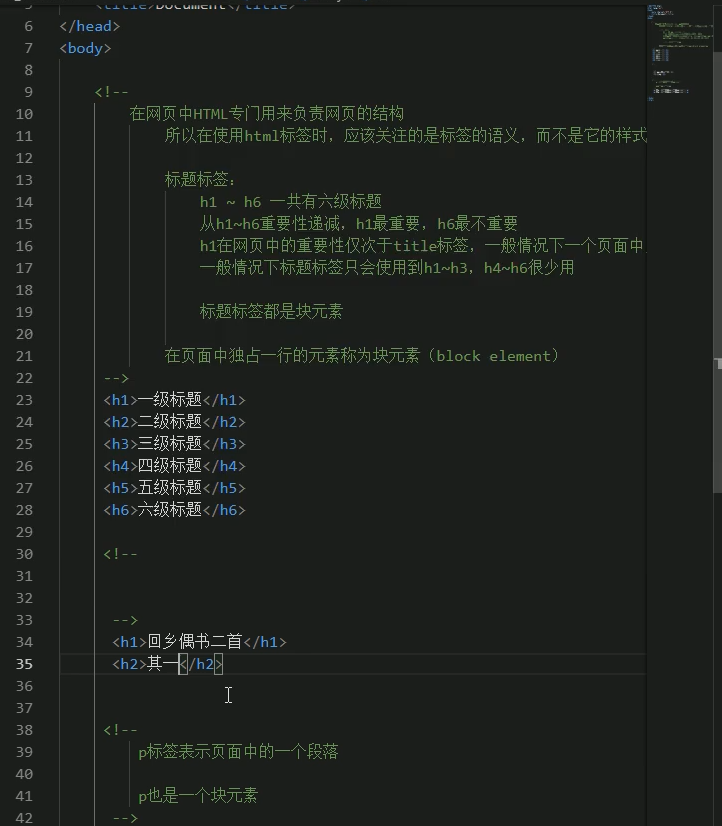 <title>Document</title>
6 </head>
7 <body>
8
9 <!--
10 在网页中HTML专门用来负责网页的结构
11 所以在使用html标签时，应该关注的是标签的语义，而不是它的样式
12
13 标题标签：
14 h1 ~ h6 一共有六级标题
15 从h1~h6重要性递减，h1最重要，h6最不重要
16 h1在网页中的重要性仅次于title标签，一般情况下一个页面中
17 一般情况下标题标签只会使用到h1~h3，h4~h6很少用
18
19 标题标签都是块元素
20
21 在页面中独占一行的元素称为块元素（block element）
22 -->
23 <h1>一级标题</h1>
24 <h2>二级标题</h2>
25 <h3>三级标题</h3>
26 <h4>四级标题</h4>
27 <h5>五级标题</h5>
28 <h6>六级标题</h6>
29
30 <!--
31
32
33 -->
34 <h1>回乡偶书二首</h1>
35 <h2>其一</h2>
36
37
38 <!--
39 p标签表示页面中的一个段落
40
41 p也是一个块元素
42 -->